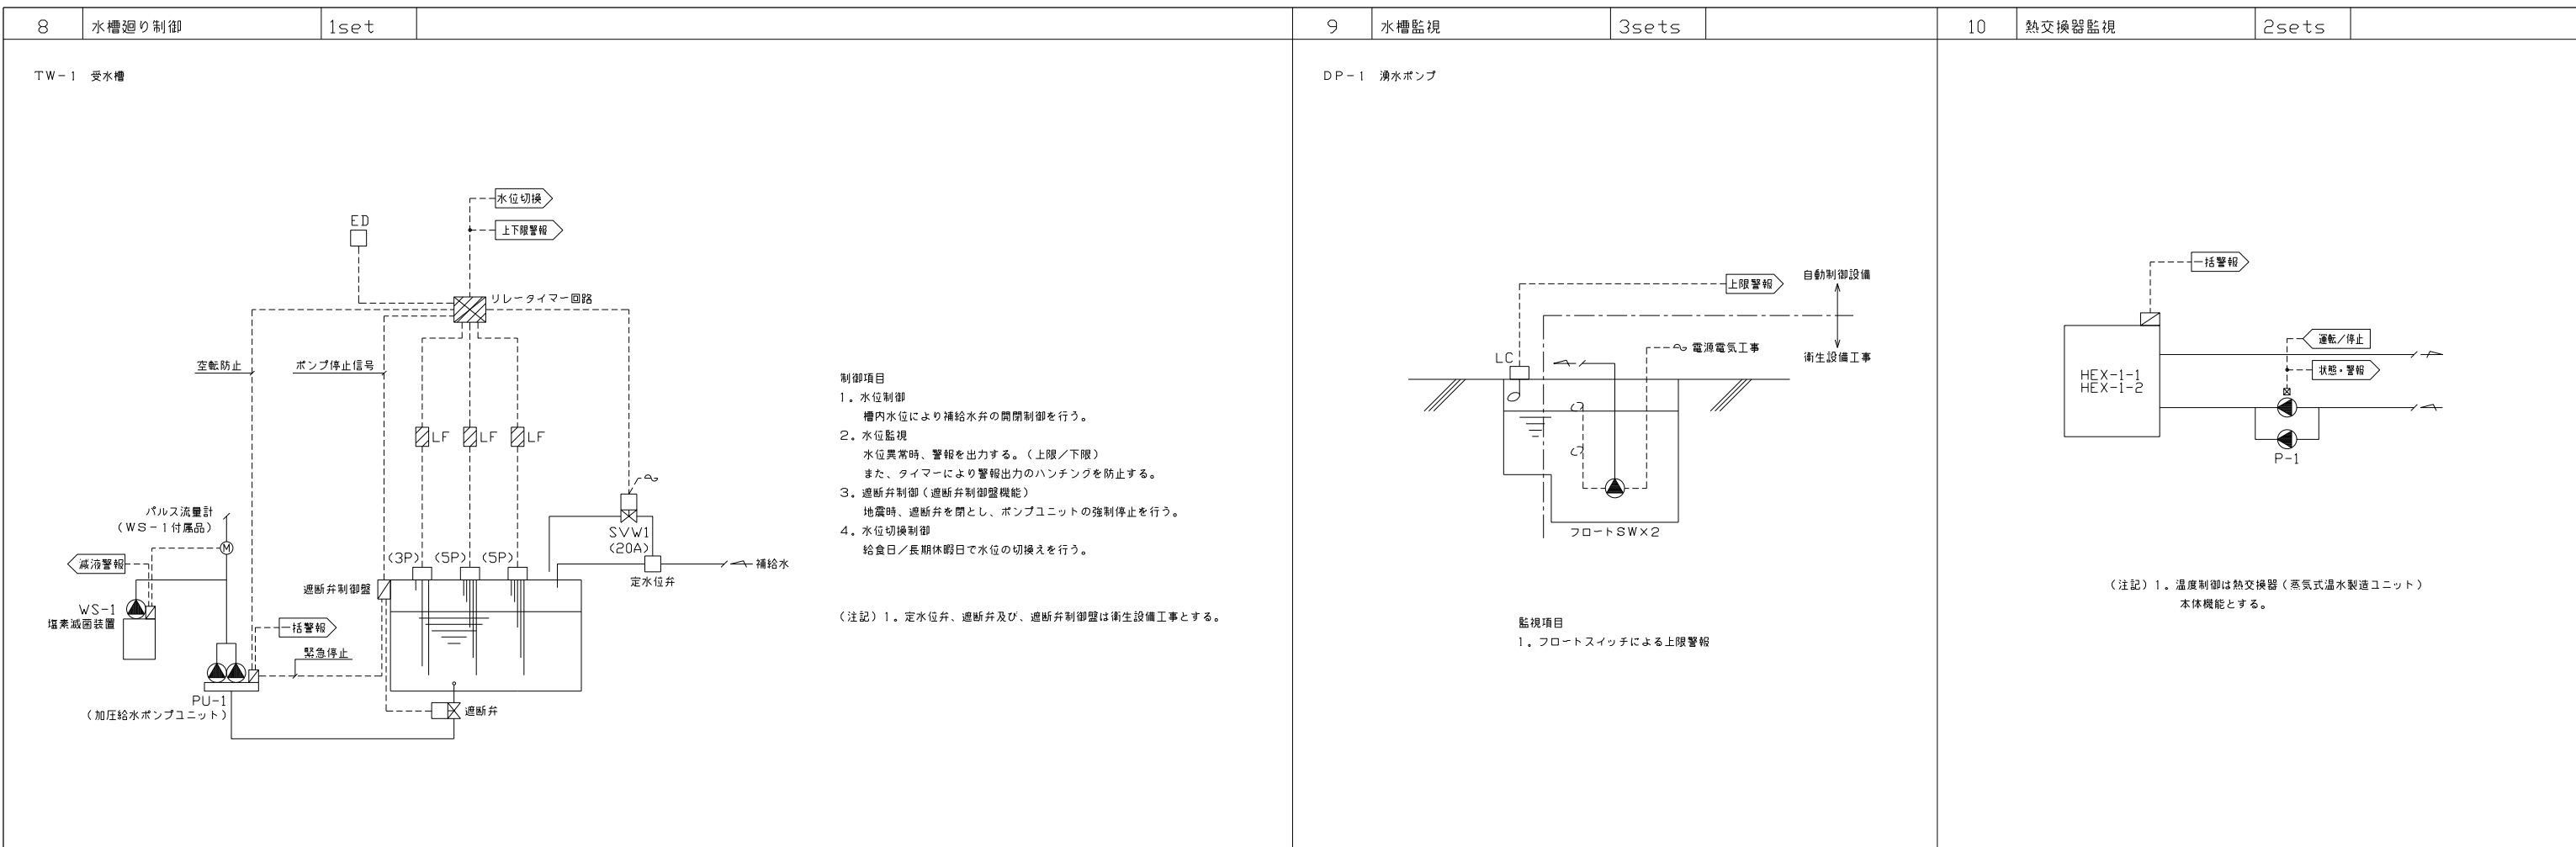 8 水槽廻り制御 1set
TW-1 受水槽
水位切換
上下限警報
ED
リレータイマー回路
空転防止
ポンプ停止信号
LF
LF
LF
パルス流量計
(WS-1付属品)
M
減液警報
WS-1
塩素滅菌装置
(3P)
(5P)
(5P)
SVW1
(20A)
定水位弁
補給水
遮断弁制御盤
一括警報
緊急停止
PU-1
(加圧給水ポンプユニット)
遮断弁
制御項目
1。水位制御
槽内水位により補給水弁の開閉制御を行う。
2。水位監視
水位異常時、警報を出力する。(上限/下限)
また、タイマーにより警報出力のハンチングを防止する。
3。遮断弁制御(遮断弁制御盤機能)
地震時、遮断弁を閉とし、ポンプユニットの強制停止を行う。
4。水位切換制御
給食日/長期休暇日で水位の切換えを行う。
(注記)1。定水位弁、遮断弁及び、遮断弁制御盤は衛生設備工事とする。
9 水槽監視 3sets
DP-1 湧水ポンプ
上限警報
自動制御設備
衛生設備工事
LC
電源電気工事
フロートSW×2
監視項目
1。フロートスイッチによる上限警報
10 熱交換器監視 2sets
一括警報
運転/停止
状態・警報
HEX-1-1
HEX-1-2
P-1
(注記)1。温度制御は熱交換器(蒸気式温水製造ユニット)
本体機能とする。